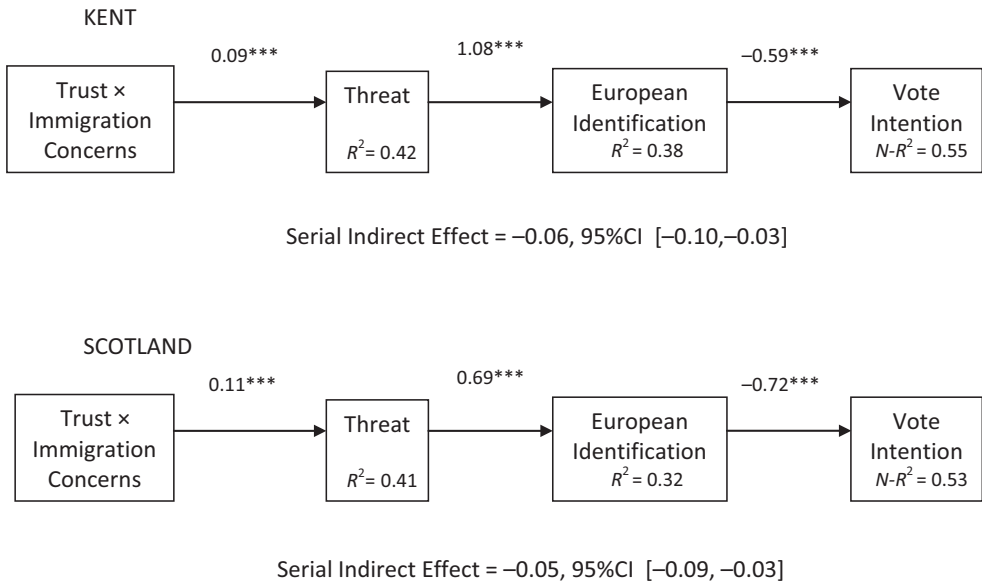 KENT
0.09*** 1.08*** –0.59***
Trust ×
Immigration
Concerns
Threat
R² = 0.42
European
Identification
R² = 0.38
Vote
Intention
N-R² = 0.55
Serial Indirect Effect = –0.06, 95%CI [–0.10,–0.03]
SCOTLAND
0.11*** 0.69*** –0.72***
Trust ×
Immigration
Concerns
Threat
R² = 0.41
European
Identification
R² = 0.32
Vote
Intention
N-R² = 0.53
Serial Indirect Effect = –0.05, 95%CI [–0.09, –0.03]